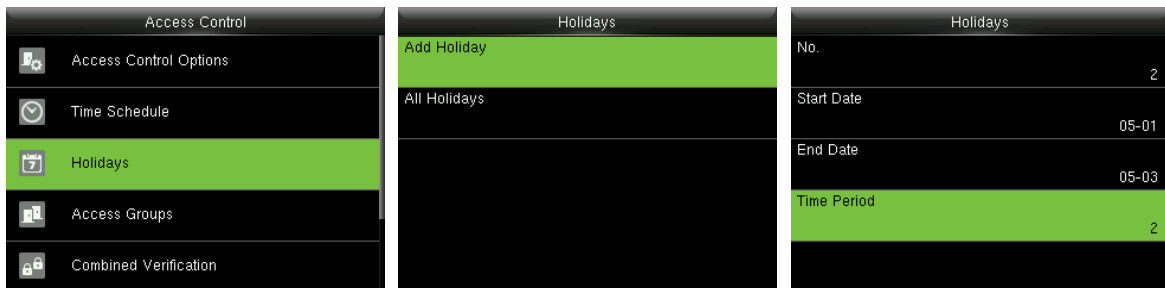 Access Control
Access Control Options
Time Schedule
7
Holidays
Access Groups
Combined Verification
Holidays
Add Holiday
All Holidays
Holidays
No.
2
Start Date
05-01
End Date
05-03
Time Period
2